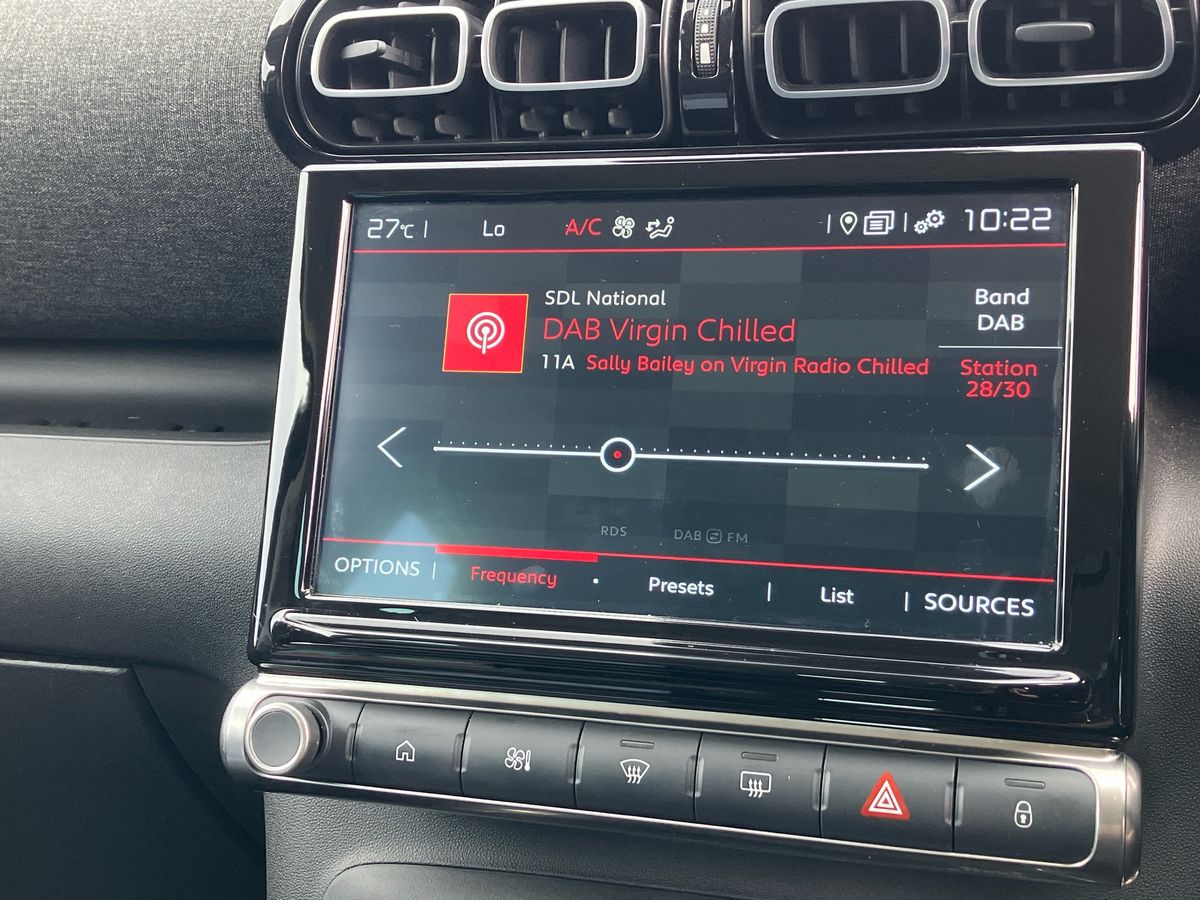 27°C Lo A/C 10:22
SDL National
DAB Virgin Chilled
11A Sally Bailey on Virgin Radio Chilled
Band
DAB
Station
28/30
RDS DAB FM
OPTIONS Frequency Presets List SOURCES